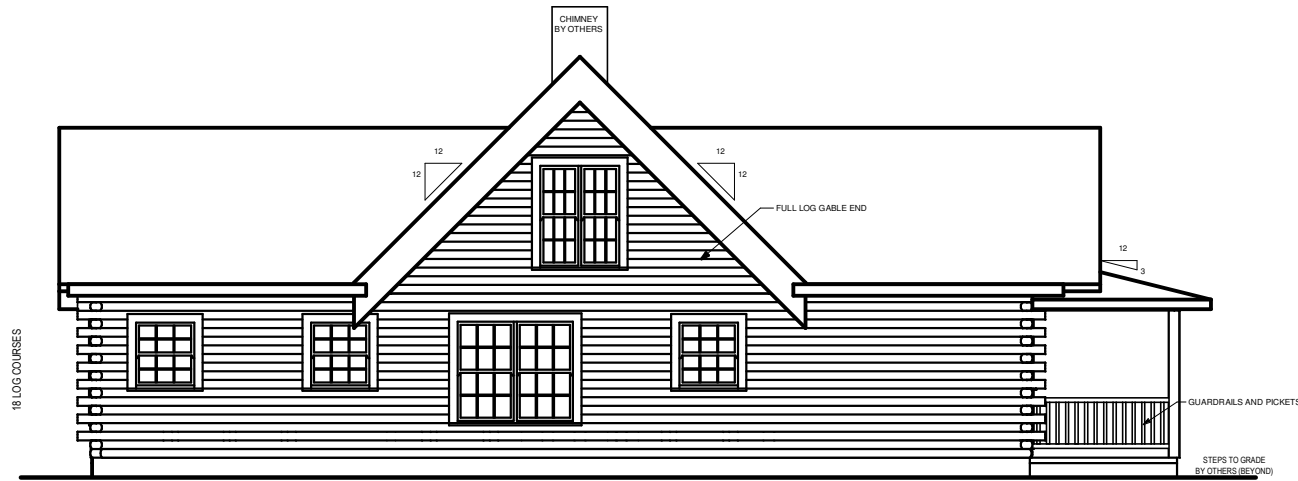 CHIMNEY
BY OTHERS
12
12
12
12
FULL LOG GABLE END
12
3
18 LOG COURSES
GUARDRAILS AND PICKETS
STEPS TO GRADE
BY OTHERS (BEYOND)